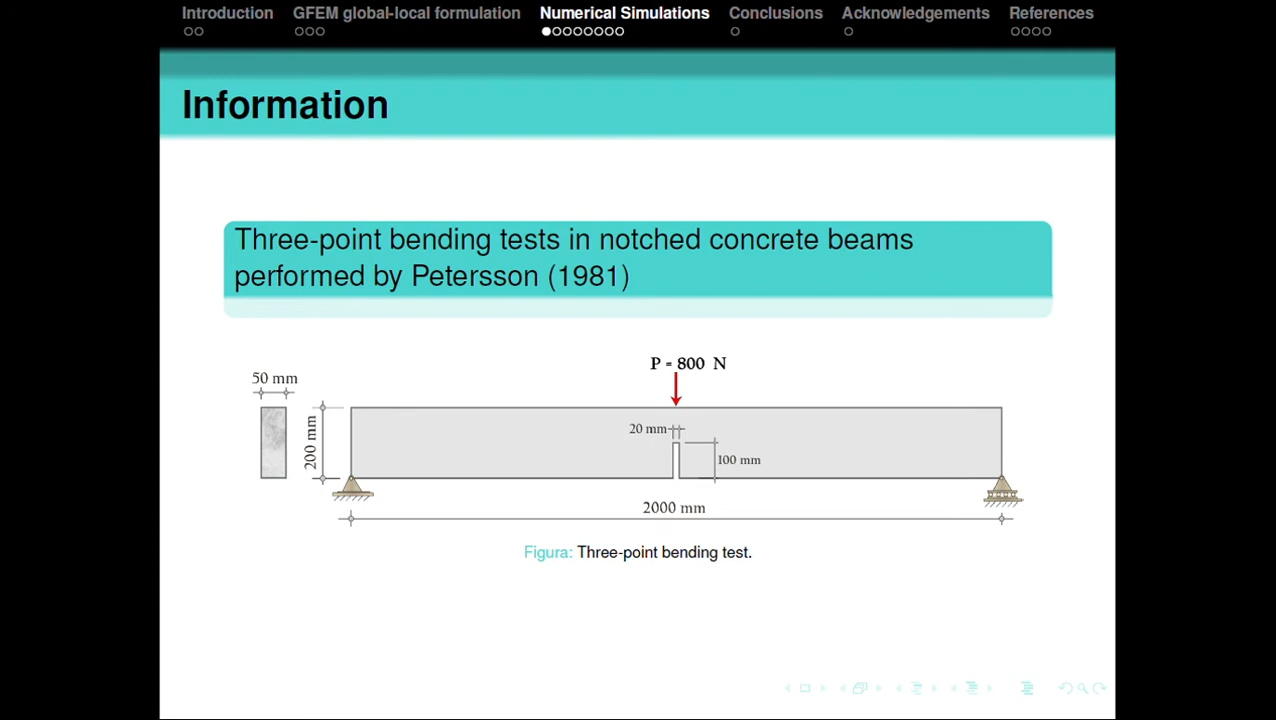 Introduction GFEM global-local formulation Numerical Simulations Conclusions Acknowledgements References
Information
Three-point bending tests in notched concrete beams
performed by Petersson (1981)
P = 800 N
50 mm
20 mm
200 mm
100 mm
2000 mm
Figura: Three-point bending test.